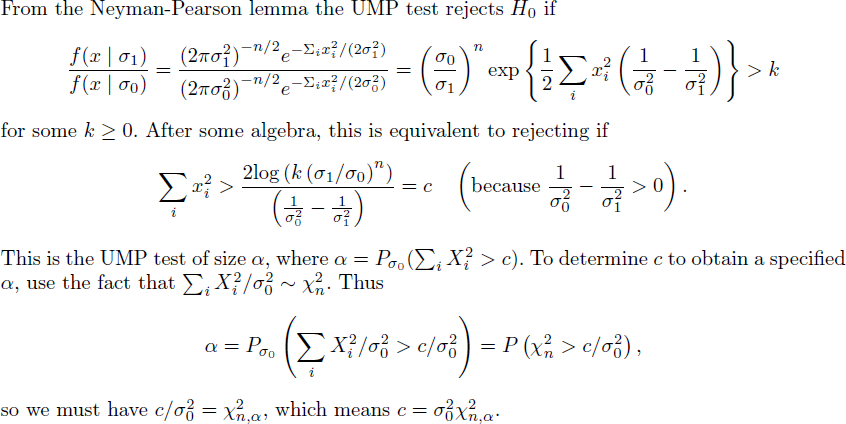 From the Neyman-Pearson lemma the UMP test rejects $H_0$ if
$$\frac{f(x \mid \sigma_1)}{f(x \mid \sigma_0)} = \frac{(2\pi\sigma_1^2)^{-n/2} e^{-\Sigma_i x_i^2/(2\sigma_1^2)}}{(2\pi\sigma_0^2)^{-n/2} e^{-\Sigma_i x_i^2/(2\sigma_0^2)}} = \left(\frac{\sigma_0}{\sigma_1}\right)^n \exp\left\{\frac{1}{2}\sum_i x_i^2\left(\frac{1}{\sigma_0^2} - \frac{1}{\sigma_1^2}\right)\right\} > k$$
for some $k \geq 0$. After some algebra, this is equivalent to rejecting if
$$\sum_i x_i^2 > \frac{2\log\left(k\left(\sigma_1/\sigma_0\right)^n\right)}{\left(\frac{1}{\sigma_0^2} - \frac{1}{\sigma_1^2}\right)} = c \quad \left(\text{because } \frac{1}{\sigma_0^2} - \frac{1}{\sigma_1^2} > 0\right).$$
This is the UMP test of size $\alpha$, where $\alpha = P_{\sigma_0}(\sum_i X_i^2 > c)$. To determine $c$ to obtain a specified
$\alpha$, use the fact that $\sum_i X_i^2/\sigma_0^2 \sim \chi_n^2$. Thus
$$\alpha = P_{\sigma_0}\left(\sum_i X_i^2/\sigma_0^2 > c/\sigma_0^2\right) = P\left(\chi_n^2 > c/\sigma_0^2\right),$$
so we must have $c/\sigma_0^2 = \chi_{n,\alpha}^2$, which means $c = \sigma_0^2\chi_{n,\alpha}^2$.